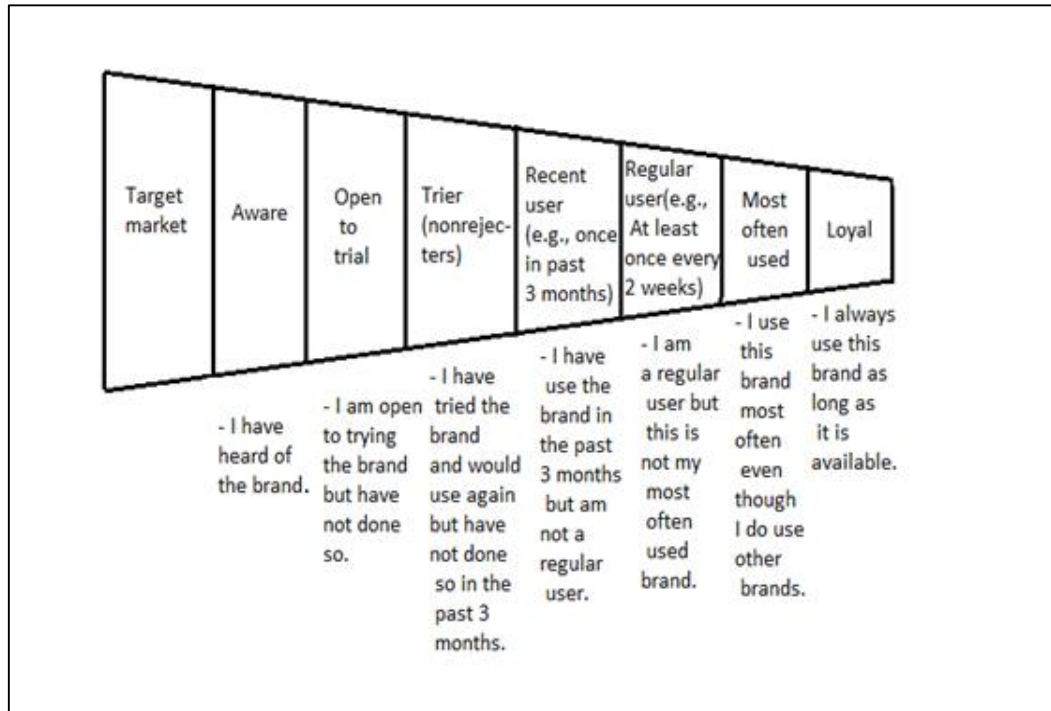 Target
market
Aware
Open
to
trial
Trier
(nonrejec-
ters)
Recent
user
(e.g., once
in past
3 months)
Regular
user(e.g.,
At least
once every
2 weeks)
Most
often
used
Loyal
- I have
heard of
the brand.
- I am open
to trying
the brand
but have
not done
so.
- I have
tried the
brand
and would
use again
but have
not done
so in the
past 3
months.
- I have
use the
brand in
the past
3 months
but am
not a
regular
user.
- I am
a regular
user but
this is
not my
most
often
used
brand.
- I use
this
brand
most
often
even
though
I do use
other
brands.
- I always
use this
brand as
long as
it is
available.